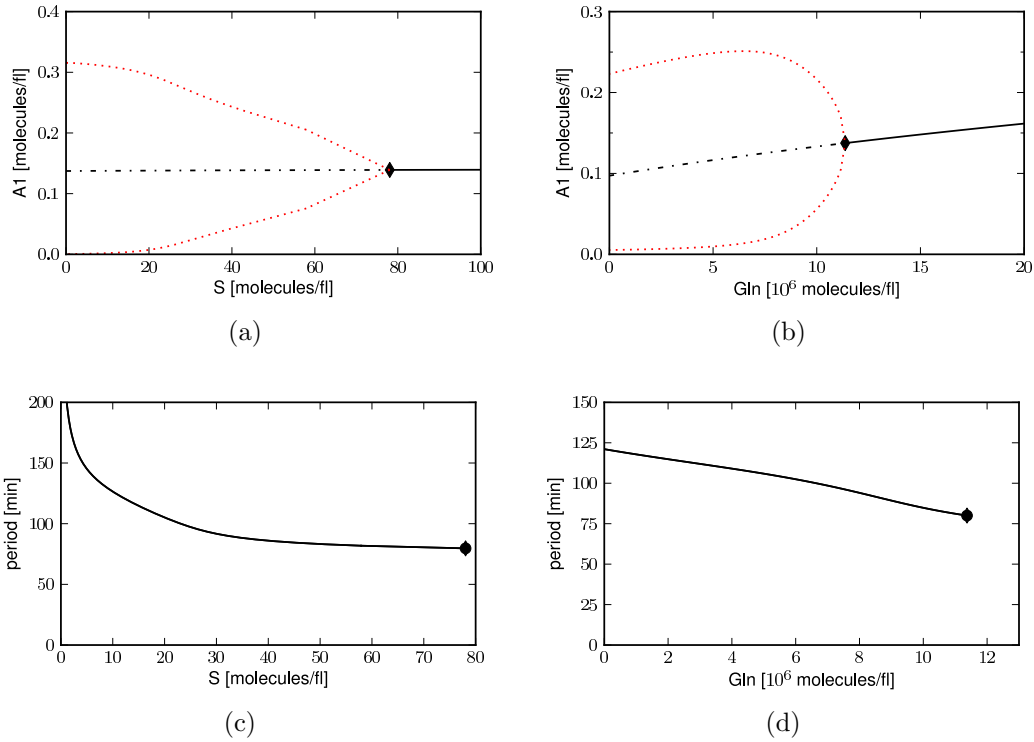 0.4
0.3
0.2
0.1
0.0
A1 [molecules/fl]
0 20 40 60 80 100
S [molecules/fl]
(a)
0.3
0.2
0.1
0.0
A1 [molecules/fl]
0 5 10 15 20
Gln [10⁶ molecules/fl]
(b)
200
150
100
50
0
period [min]
0 10 20 30 40 50 60 70 80
S [molecules/fl]
(c)
150
125
100
75
50
25
0
period [min]
0 2 4 6 8 10 12
Gln [10⁶ molecules/fl]
(d)